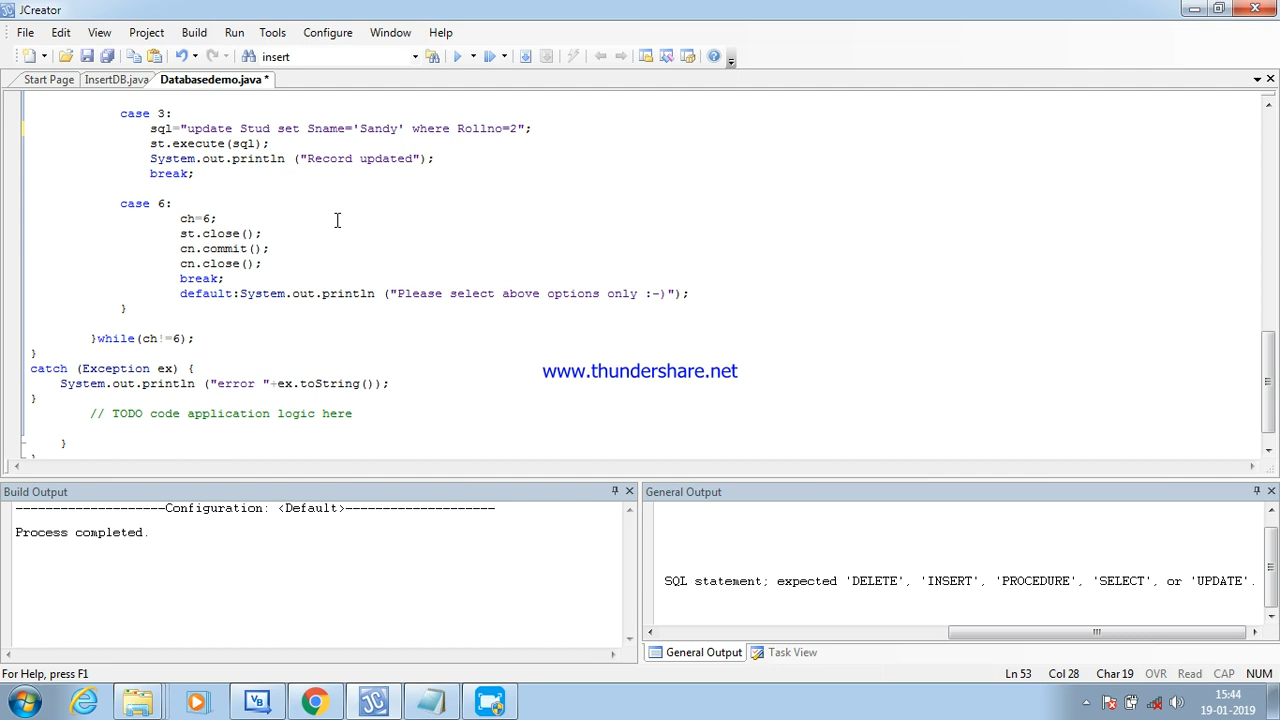 JCreator
File Edit View Project Build Run Tools Configure Window Help
insert
Start Page InsertDB.java Databasedemo.java *
case 3:
sql="update Stud set Sname='Sandy' where Rollno=2";
st.execute(sql);
System.out.println ("Record updated");
break;
case 6:
ch=6;
st.close();
cn.commit();
cn.close();
break;
default:System.out.println ("Please select above options only :-)");
}
}while(ch!=6);
}
catch (Exception ex) {
System.out.println ("error "+ex.toString());
}
// TODO code application logic here
}
www.thundershare.net
Build Output
--------------------Configuration: <Default>--------------------
Process completed.
General Output
SQL statement; expected 'DELETE', 'INSERT', 'PROCEDURE', 'SELECT', or 'UPDATE'.
General Output Task View
For Help, press F1
Ln 53 Col 28 Char 19 OVR Read CAP NUM
15:44
19-01-2019